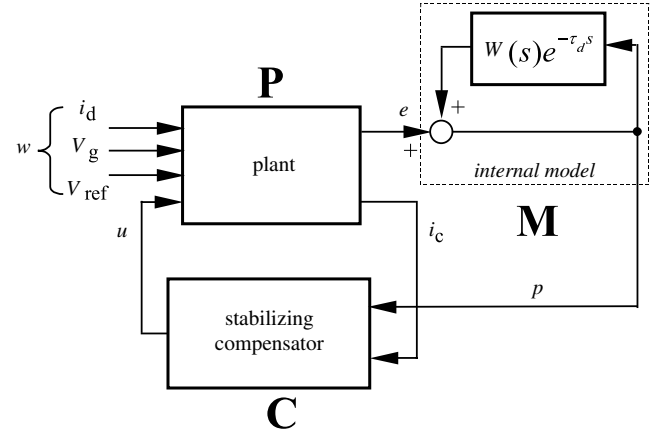 W(s)e^{-τ_d s}
P
i_d
e
+
+
w
V_g
plant
internal model
V_ref
M
u
i_c
p
stabilizing
compensator
C